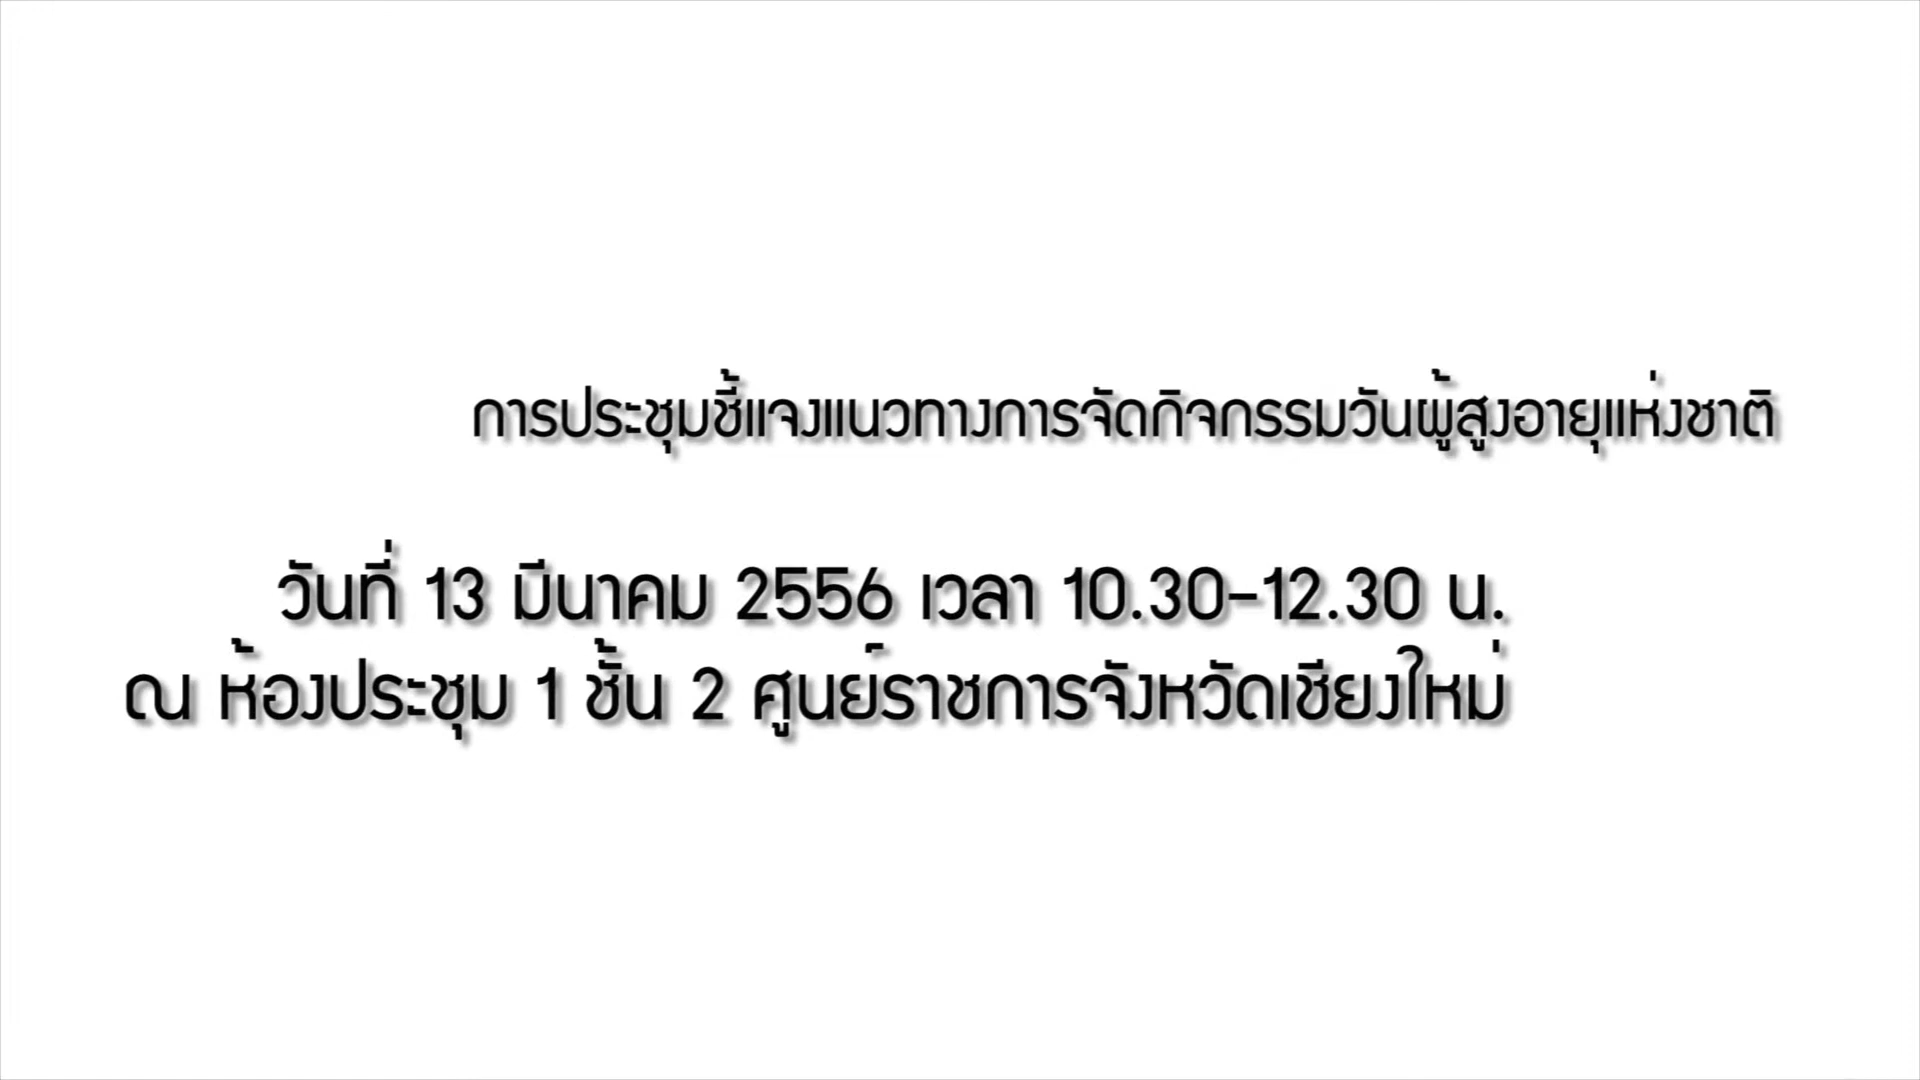 การประชุมชี้แจงแนวทางการจัดกิจกรรมวันผู้สูงอายุแห่งชาติ
วันที่ 13 มีนาคม 2556 เวลา 10.30-12.30 น.
ณ ห้องประชุม 1 ชั้น 2 ศูนย์ราชการจังหวัดเชียงใหม่